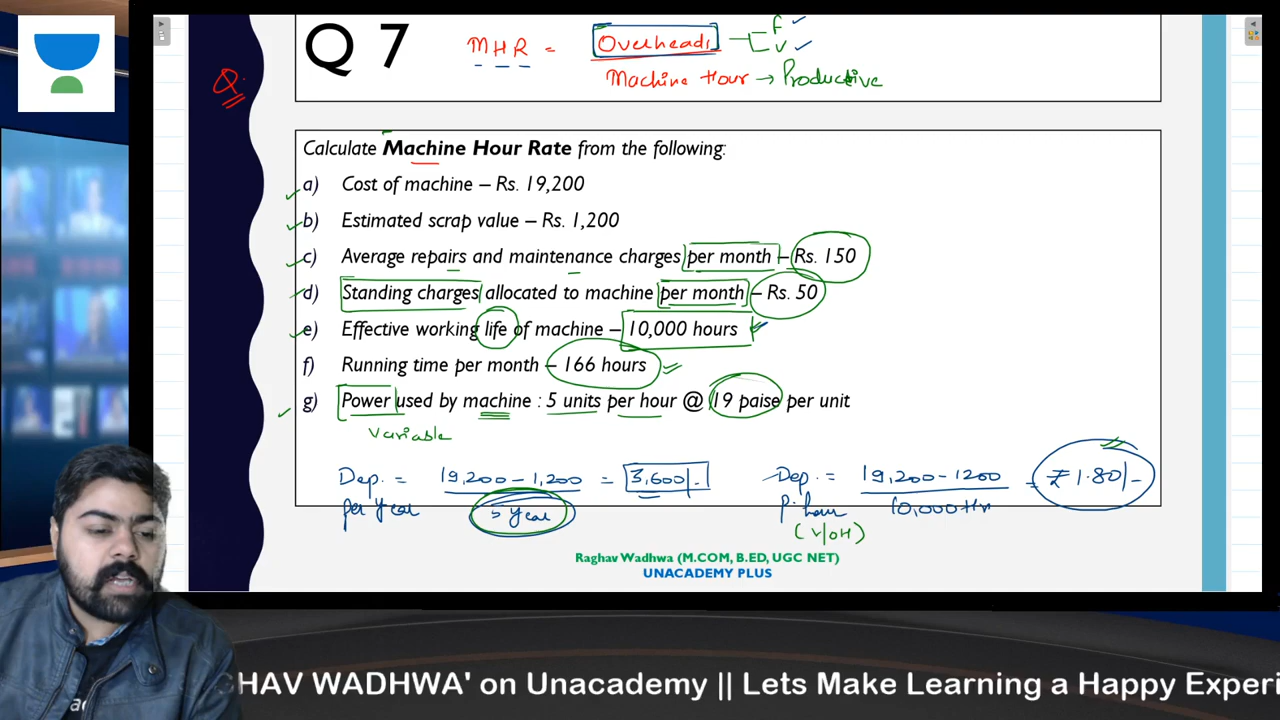 Q 7
MHR = Overheads
F
V
Machine Hour → Productive
Q.
Calculate Machine Hour Rate from the following:
a) Cost of machine – Rs. 19,200
b) Estimated scrap value – Rs. 1,200
c) Average repairs and maintenance charges per month – Rs. 150
d) Standing charges allocated to machine per month – Rs. 50
e) Effective working life of machine – 10,000 hours
f) Running time per month – 166 hours
g) Power used by machine : 5 units per hour @ 19 paise per unit
Variable
Dep. per year = 19,200 – 1,200 = 3,600/-
5 year
Dep. = 19,200 – 1200 = ₹ 1.80/-
p. hour 10,000 Hr
(V/OH)
Raghav Wadhwa (M.COM, B.ED, UGC NET)
UNACADEMY PLUS
GHAV WADHWA' on Unacademy || Lets Make Learning a Happy Experi